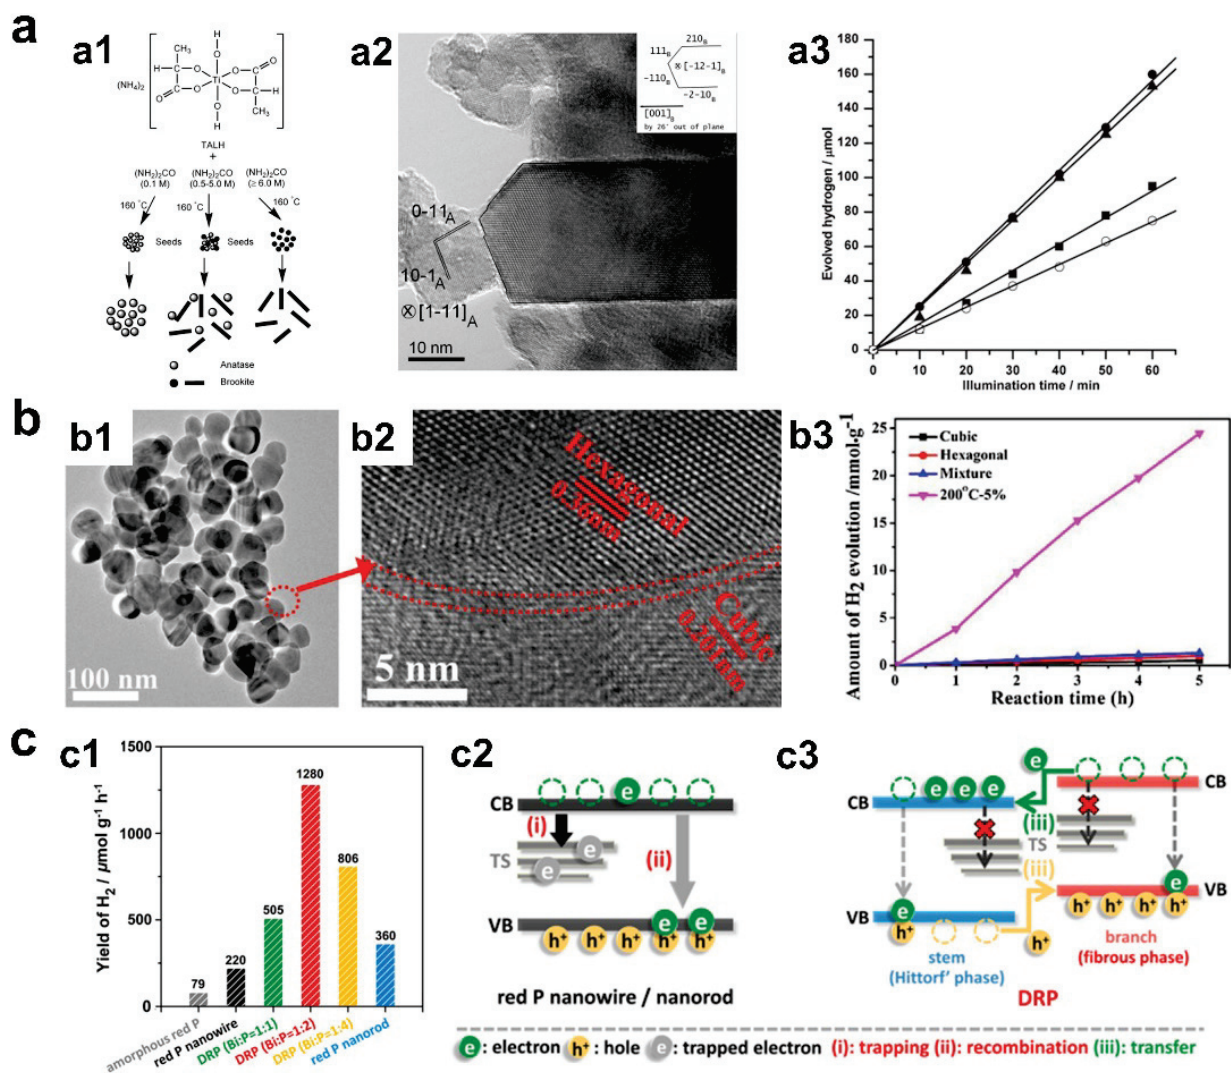 a
a1
(NH₄)₂
H
O
CH₃
H
C
O
C
O
O
Ti
O
O
C
O
C
H
CH₃
O
H
TALH
+
(NH₂)₂CO (NH₂)₂CO (NH₂)₂CO
(0.1 M) (0.5-5.0 M) (≥ 6.0 M)
160 °C 160 °C 160 °C
Seeds Seeds
Anatase
Brookite
a2
210B
111B
⊗[-12-1]B
-110B
-2-10B
[001]B
by 26' out of plane
0-11A
10-1A
⊗[1-11]A
10 nm
a3
Evolved hydrogen / μmol
180
160
140
120
100
80
60
40
20
0
0 10 20 30 40 50 60
Illumination time / min
b
b1
100 nm
b2
Hexagonal
0.36nm
Cubic
0.201nm
5 nm
b3
Amount of H₂ evolution /mmol·g⁻¹
25
20
15
10
5
0
Cubic
Hexagonal
Mixture
200°C-5%
0 1 2 3 4 5
Reaction time (h)
c
c1
Yield of H₂ / μmol g⁻¹ h⁻¹
1500
1000
500
0
79
220
505
1280
806
360
amorphous red P
red P nanowire
DRP (Bi:P=1:1)
DRP (Bi:P=1:2)
DRP (Bi:P=1:4)
red P nanorod
c2
e
CB
(i)
TS
e
e
(ii)
VB
e e
h⁺ h⁺ h⁺ h⁺ h⁺
red P nanowire / nanorod
c3
e
e e e
CB
CB
(iii)
TS
(iii)
e
VB
e
VB
h⁺
h⁺ h⁺ h⁺ h⁺
h⁺
stem
(Hittorf' phase)
branch
(fibrous phase)
DRP
e : electron h⁺ : hole e : trapped electron (i): trapping (ii): recombination (iii): transfer